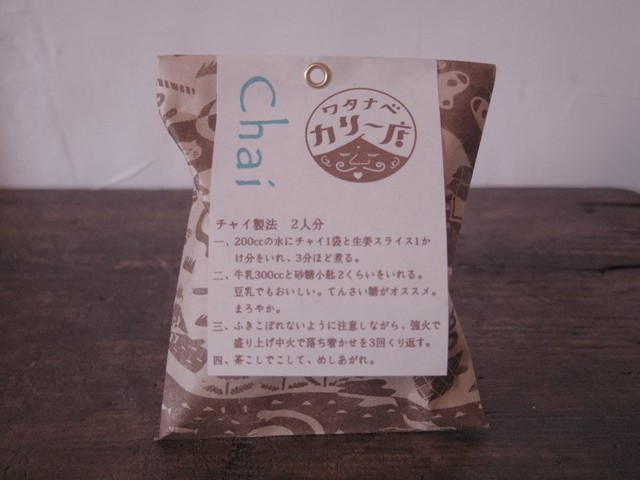 Chai
ワタナベ
カリー店
チャイ製法 2人分
一、200ccの水にチャイ1袋と生姜スライス1か
け分をいれ、3分ほど煮る。
二、牛乳300ccと砂糖小匙2くらいをいれる。
豆乳でもおいしい。てんさい糖がオススメ。
まろやか。
三、ふきこぼれないように注意しながら、強火で
盛り上げ中火で落ち着かせを3回くり返す。
四、茶こしでこして、めしあがれ。